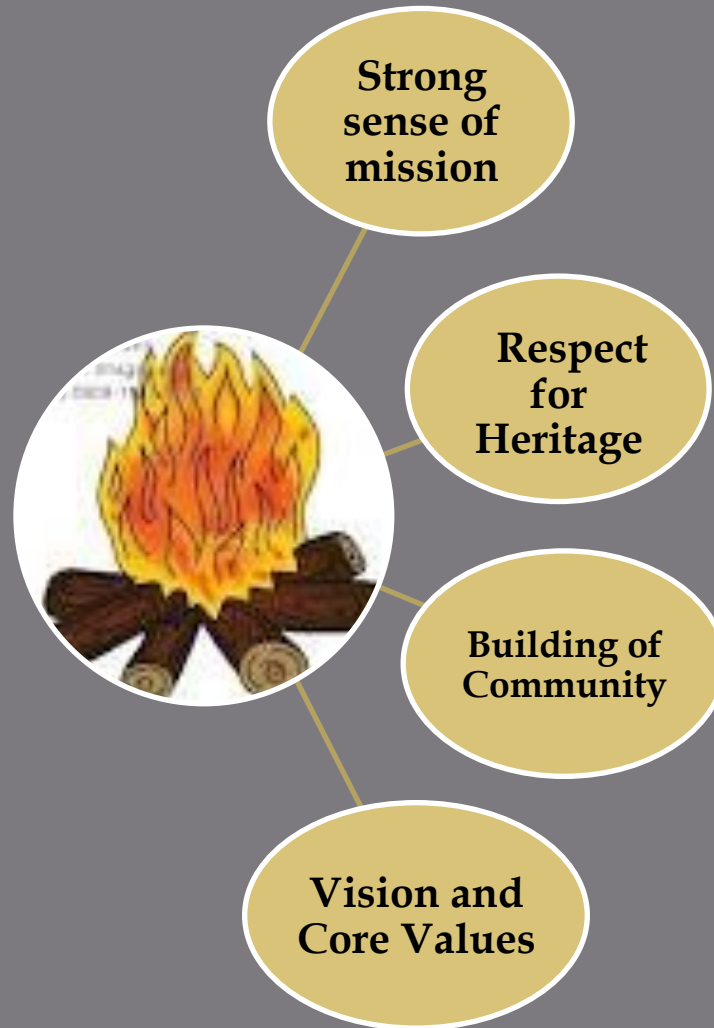 Strong
sense of
mission
Respect
for
Heritage
Building of
Community
Vision and
Core Values